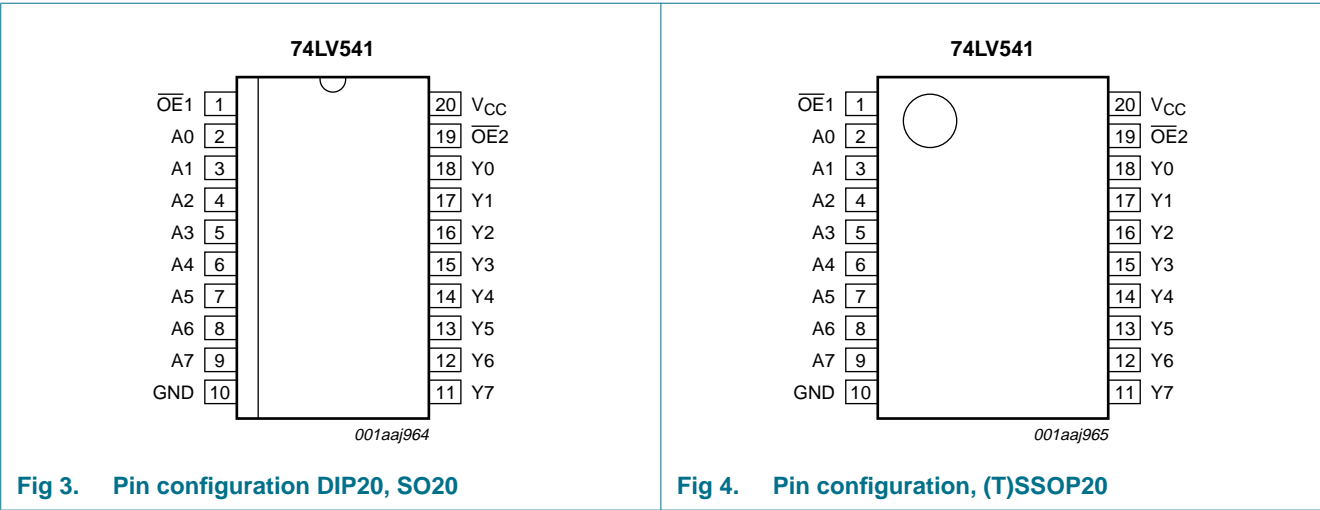 74LV541
O̅E̅1 1 20 VCC
A0 2 19 O̅E̅2
A1 3 18 Y0
A2 4 17 Y1
A3 5 16 Y2
A4 6 15 Y3
A5 7 14 Y4
A6 8 13 Y5
A7 9 12 Y6
GND 10 11 Y7
001aaj964
Fig 3. Pin configuration DIP20, SO20
74LV541
O̅E̅1 1 20 VCC
A0 2 19 O̅E̅2
A1 3 18 Y0
A2 4 17 Y1
A3 5 16 Y2
A4 6 15 Y3
A5 7 14 Y4
A6 8 13 Y5
A7 9 12 Y6
GND 10 11 Y7
001aaj965
Fig 4. Pin configuration, (T)SSOP20